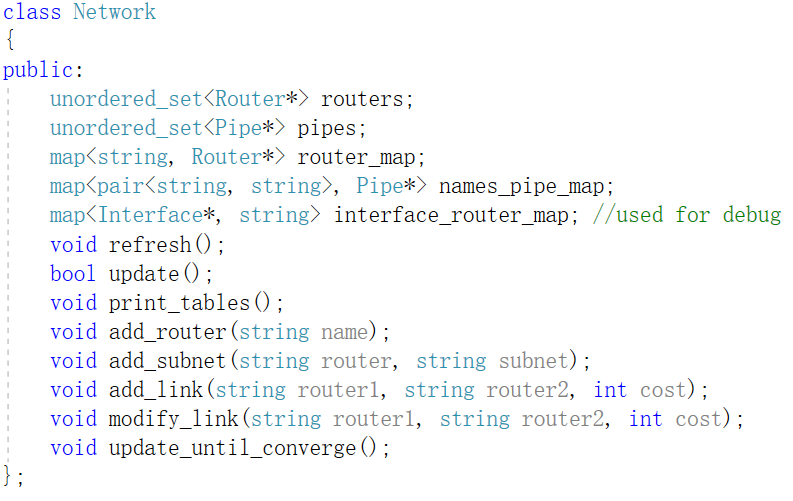 class Network
{
public:
    unordered_set<Router*> routers;
    unordered_set<Pipe*> pipes;
    map<string, Router*> router_map;
    map<pair<string, string>, Pipe*> names_pipe_map;
    map<Interface*, string> interface_router_map; //used for debug
    void refresh();
    bool update();
    void print_tables();
    void add_router(string name);
    void add_subnet(string router, string subnet);
    void add_link(string router1, string router2, int cost);
    void modify_link(string router1, string router2, int cost);
    void update_until_converge();
};